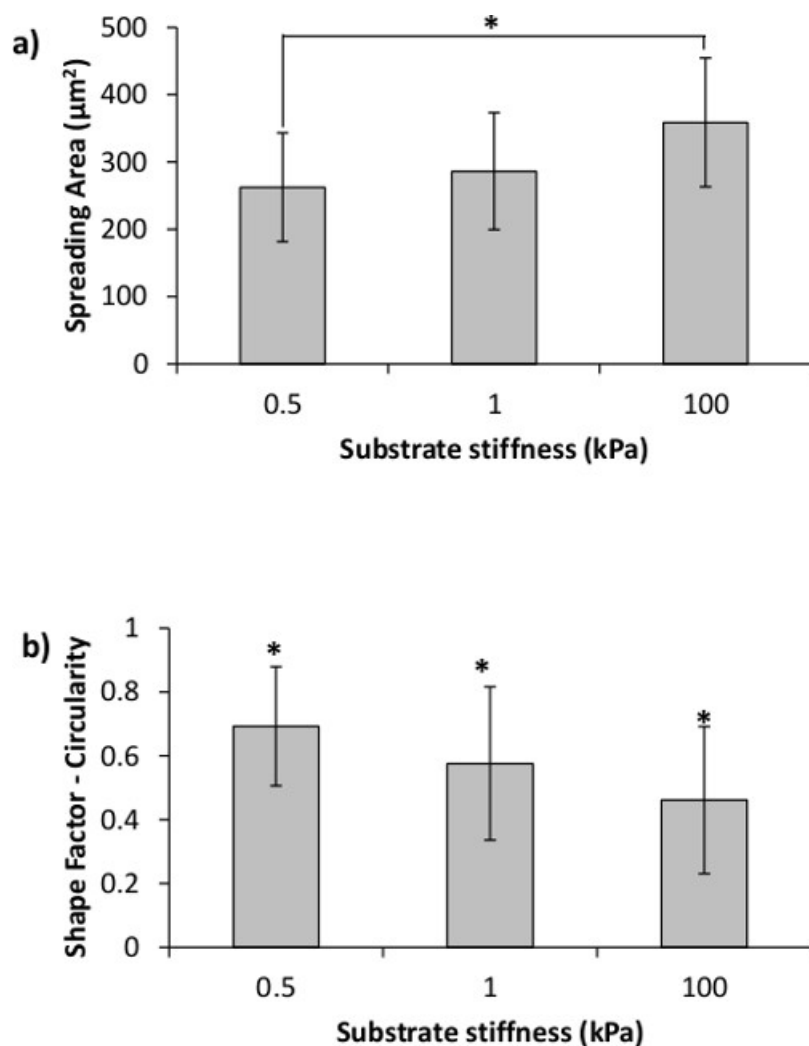 a)
Spreading Area (μm²)
500
400
300
200
100
0
*
0.5 1 100
Substrate stiffness (kPa)
b)
Shape Factor - Circularity
1
0.8
0.6
0.4
0.2
0
* * *
0.5 1 100
Substrate stiffness (kPa)